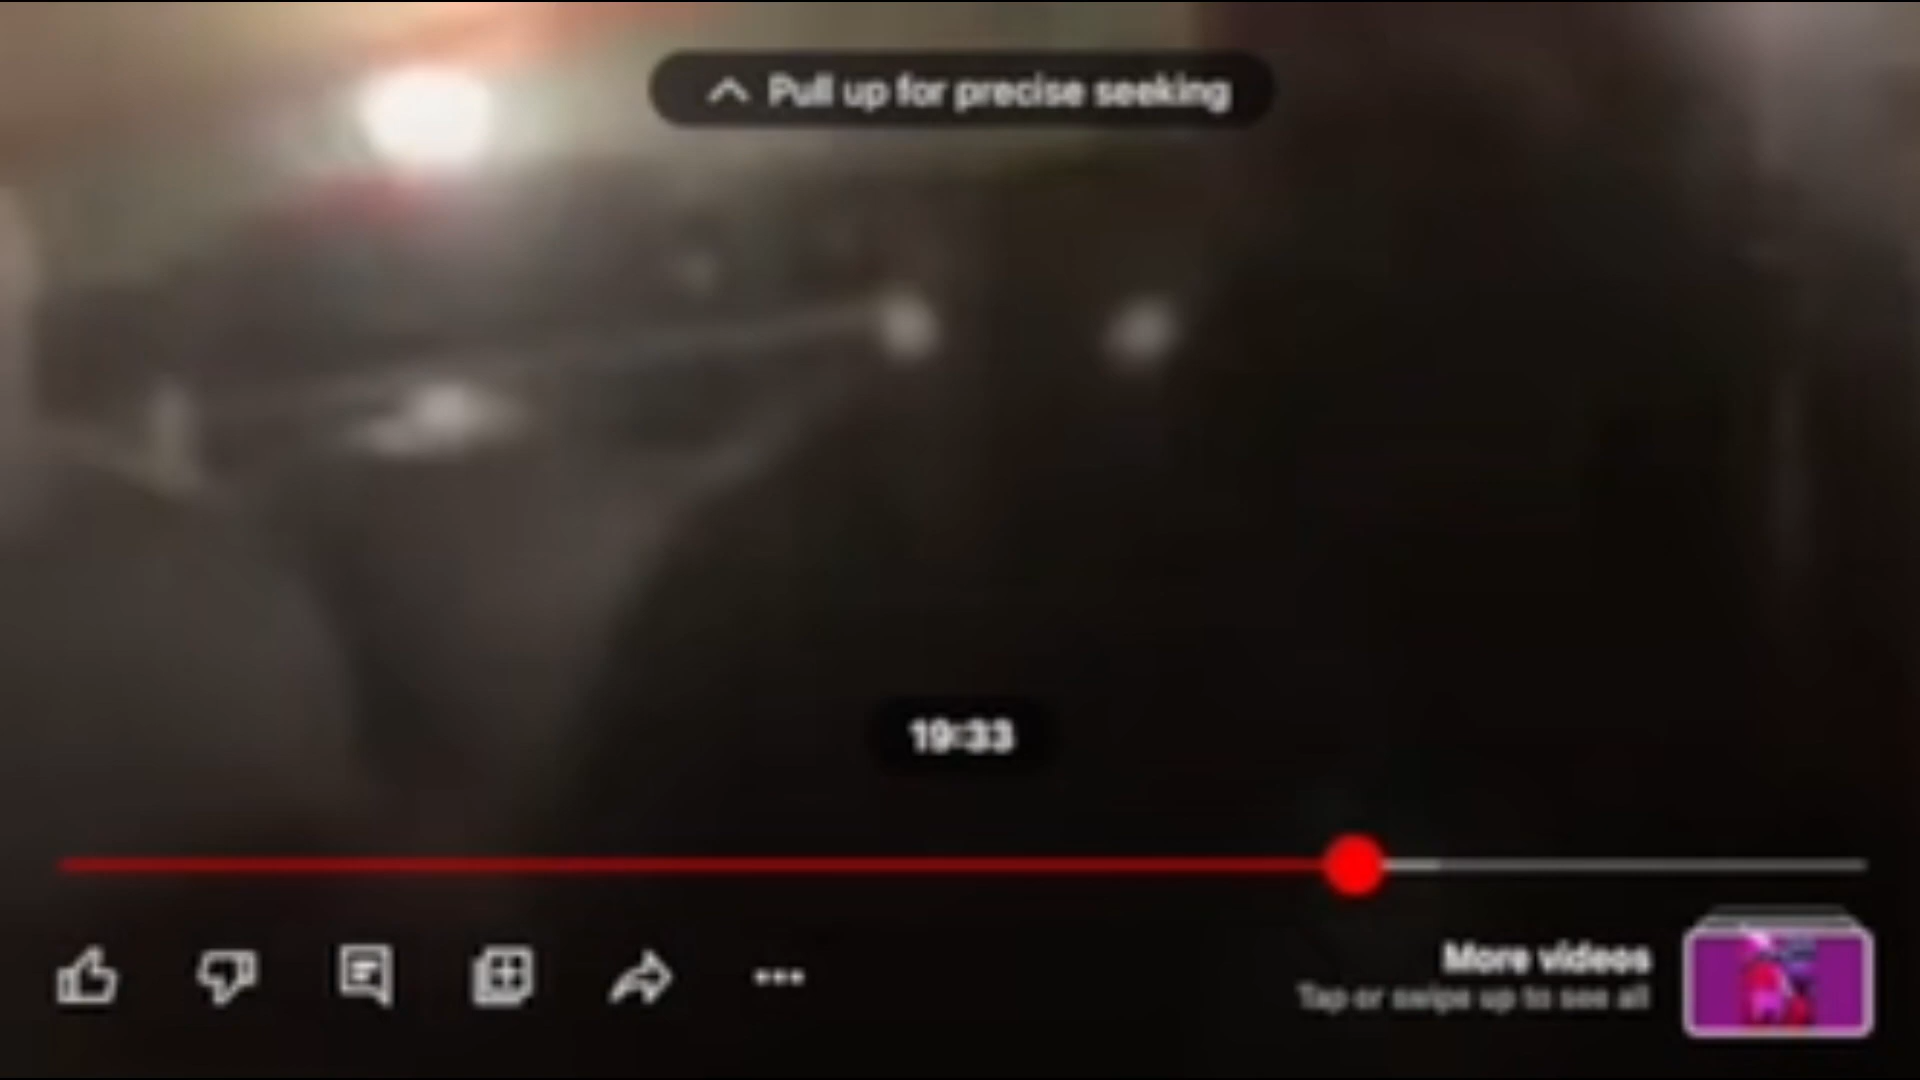 Pull up for precise seeking
19:33
More videos
Tap or swipe up to see all